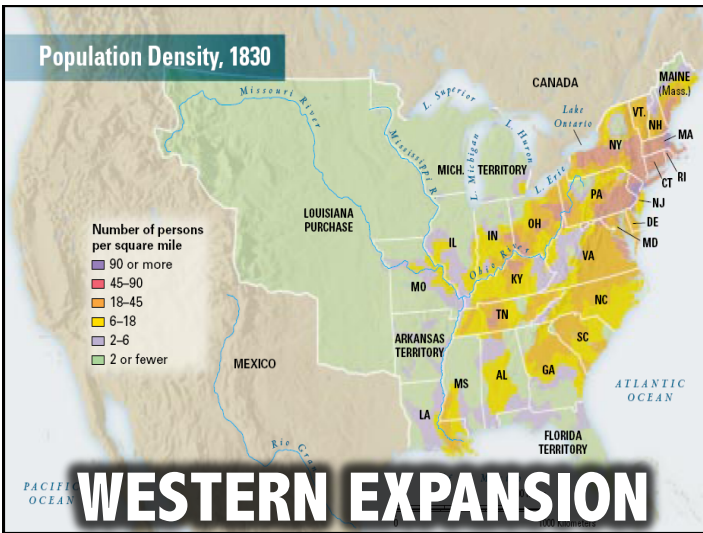 Population Density, 1830
CANADA
MAINE
(Mass.)
Missouri River
L. Superior
Lake
Ontario
VT.
NH
MA
Mississippi R.
L. Michigan
L. Huron
NY
MICH. TERRITORY
L. Erie
RI
CT
PA
NJ
LOUISIANA
PURCHASE
OH
DE
MD
Number of persons
per square mile
90 or more
45–90
18–45
6–18
2–6
2 or fewer
IL
IN
Ohio River
VA
MO
KY
NC
TN
ARKANSAS
TERRITORY
SC
MEXICO
MS
AL
GA
ATLANTIC
OCEAN
LA
FLORIDA
TERRITORY
Rio
PACIFIC
OCEAN
WESTERN EXPANSION
0
1000 Kilometers